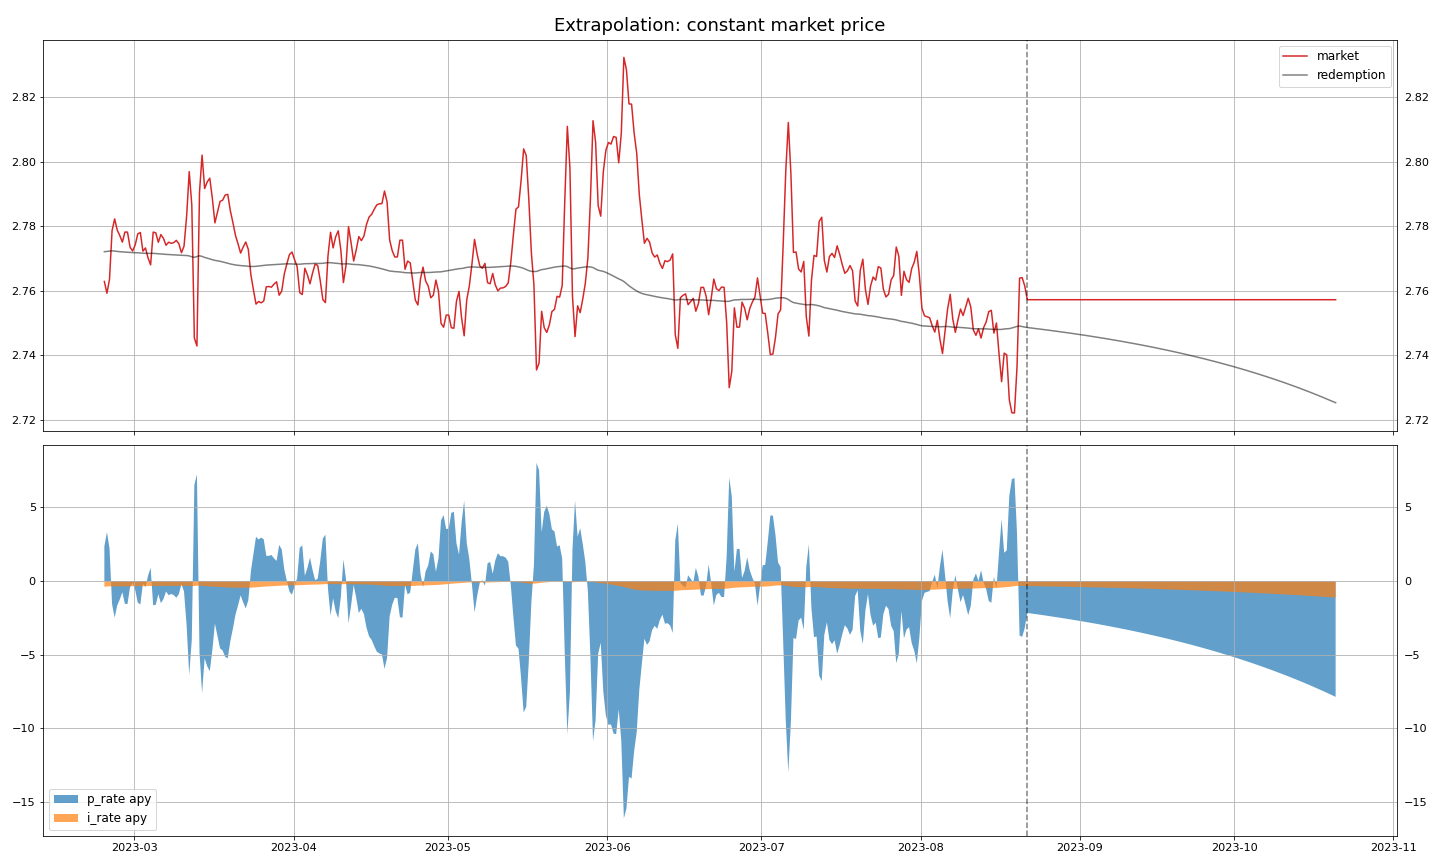 Extrapolation: constant market price
market
redemption
2.82 2.82
2.80 2.80
2.78 2.78
2.76 2.76
2.74 2.74
2.72 2.72
5 5
0 0
−5 −5
−10 −10
−15 −15
p_rate apy
i_rate apy
2023-03 2023-04 2023-05 2023-06 2023-07 2023-08 2023-09 2023-10 2023-11